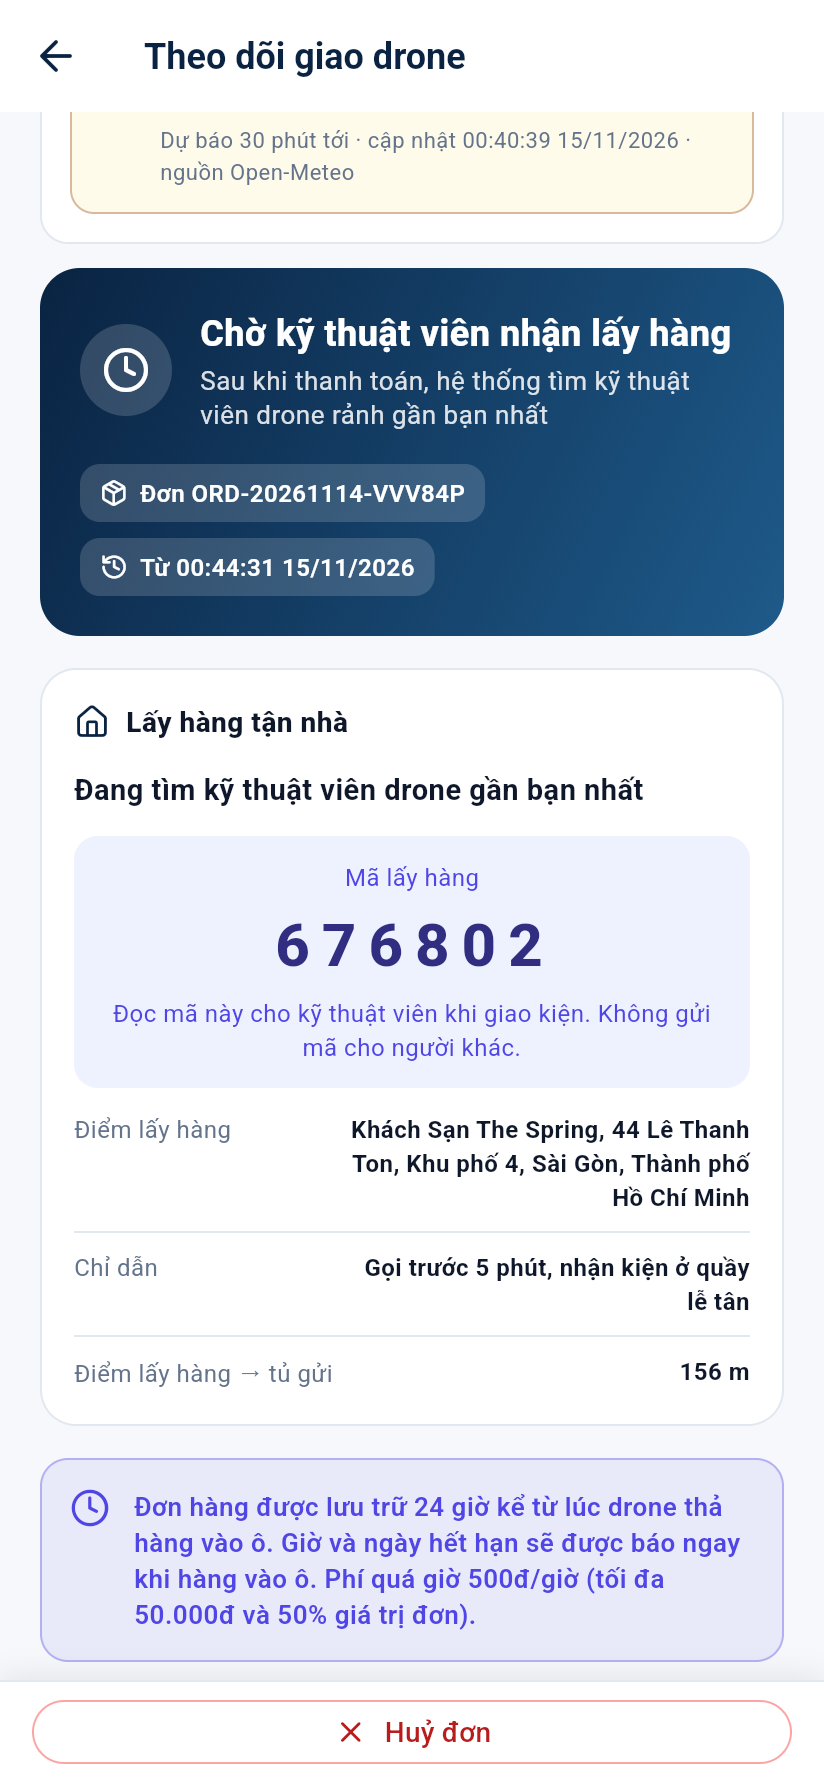 Theo dõi giao drone
Dự báo 30 phút tới · cập nhật 00:40:39 15/11/2026 ·
nguồn Open-Meteo
Chờ kỹ thuật viên nhận lấy hàng
Sau khi thanh toán, hệ thống tìm kỹ thuật
viên drone rảnh gần bạn nhất
Đơn ORD-20261114-VVV84P
Từ 00:44:31 15/11/2026
Lấy hàng tận nhà
Đang tìm kỹ thuật viên drone gần bạn nhất
Mã lấy hàng
676802
Đọc mã này cho kỹ thuật viên khi giao kiện. Không gửi
mã cho người khác.
Điểm lấy hàng
Khách Sạn The Spring, 44 Lê Thanh
Ton, Khu phố 4, Sài Gòn, Thành phố
Hồ Chí Minh
Chỉ dẫn
Gọi trước 5 phút, nhận kiện ở quầy
lễ tân
Điểm lấy hàng → tủ gửi
156 m
Đơn hàng được lưu trữ 24 giờ kể từ lúc drone thả
hàng vào ô. Giờ và ngày hết hạn sẽ được báo ngay
khi hàng vào ô. Phí quá giờ 500đ/giờ (tối đa
50.000đ và 50% giá trị đơn).
Huỷ đơn